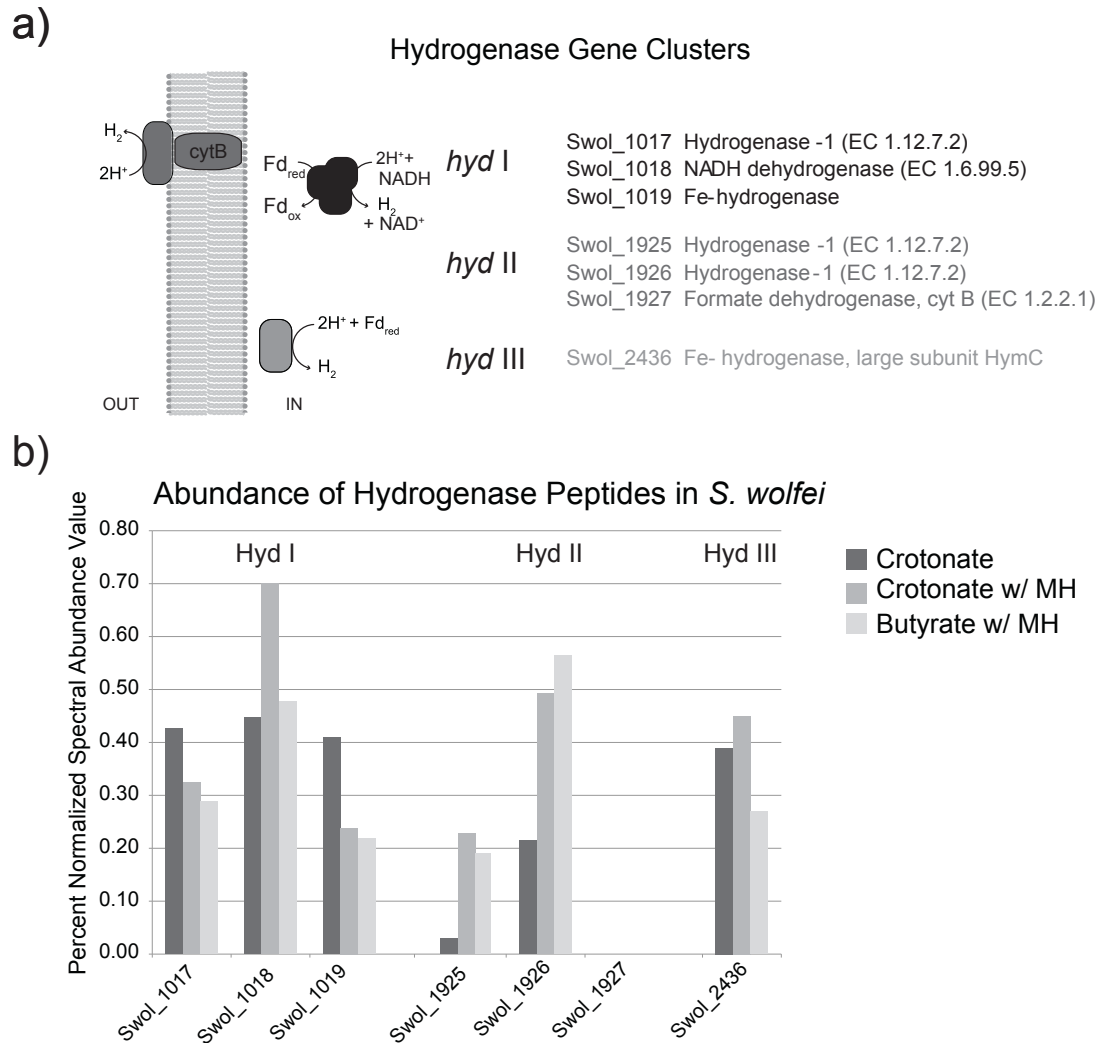 a)
Hydrogenase Gene Clusters
H2
2H+
cytB
Fdred
Fdox
2H++
NADH
H2
+ NAD+
2H+ + Fdred
H2
OUT
IN
hyd I
Swol_1017 Hydrogenase -1 (EC 1.12.7.2)
Swol_1018 NADH dehydrogenase (EC 1.6.99.5)
Swol_1019 Fe-hydrogenase
hyd II
Swol_1925 Hydrogenase -1 (EC 1.12.7.2)
Swol_1926 Hydrogenase -1 (EC 1.12.7.2)
Swol_1927 Formate dehydrogenase, cyt B (EC 1.2.2.1)
hyd III
Swol_2436 Fe- hydrogenase, large subunit HymC
b)
Abundance of Hydrogenase Peptides in S. wolfei
Percent Normalized Spectral Abundance Value
0.80
0.70
0.60
0.50
0.40
0.30
0.20
0.10
0.00
Hyd I
Hyd II
Hyd III
Crotonate
Crotonate w/ MH
Butyrate w/ MH
Swol_1017
Swol_1018
Swol_1019
Swol_1925
Swol_1926
Swol_1927
Swol_2436